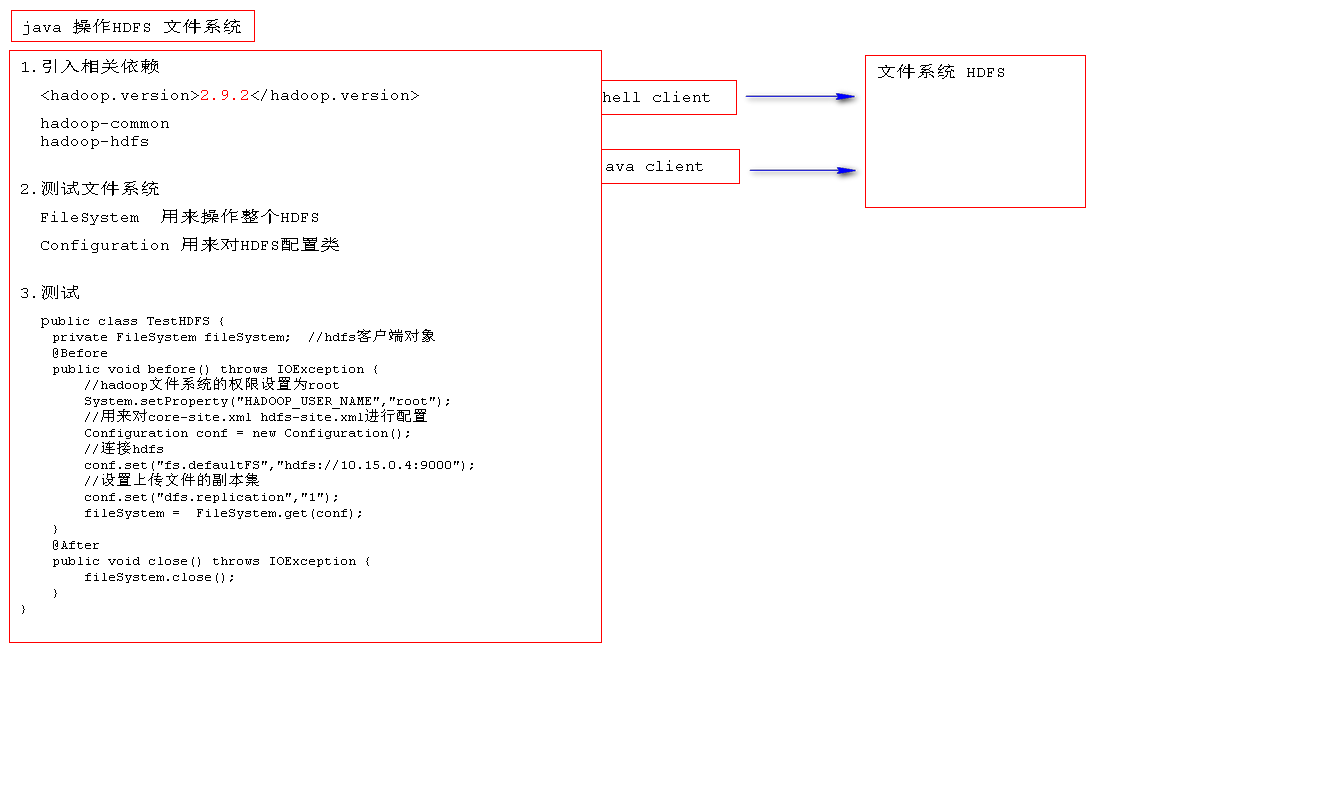 java 操作HDFS 文件系统
1.引入相关依赖
<hadoop.version>2.9.2</hadoop.version>
hadoop-common
hadoop-hdfs
2.测试文件系统
FileSystem  用来操作整个HDFS
Configuration 用来对HDFS配置类
3.测试
public class TestHDFS {
private FileSystem fileSystem;  //hdfs客户端对象
@Before
public void before() throws IOException {
//hadoop文件系统的权限设置为root
System.setProperty("HADOOP_USER_NAME","root");
//用来对core-site.xml hdfs-site.xml进行配置
Configuration conf = new Configuration();
//连接hdfs
conf.set("fs.defaultFS","hdfs://10.15.0.4:9000");
//设置上传文件的副本集
conf.set("dfs.replication","1");
fileSystem =  FileSystem.get(conf);
}
@After
public void close() throws IOException {
fileSystem.close();
}
}
hell client
ava client
文件系统 HDFS